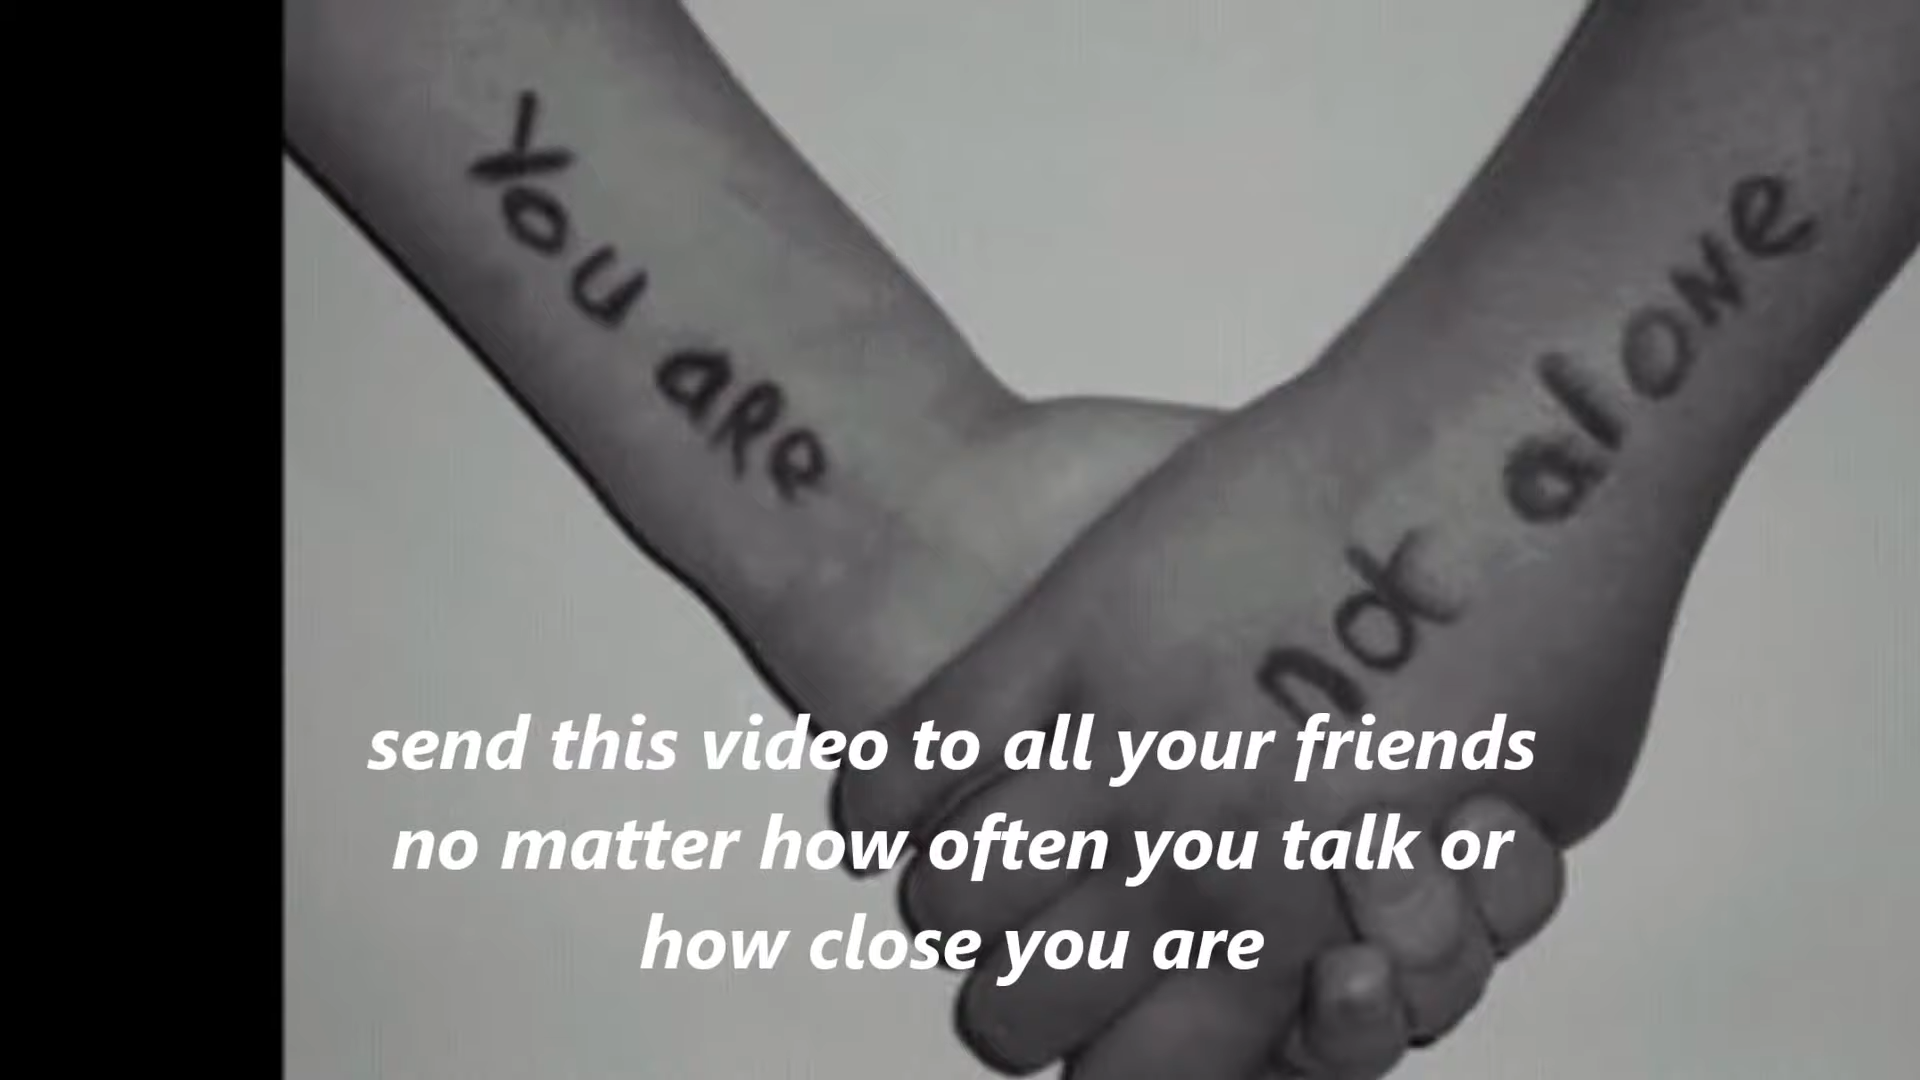 You are
not alone
send this video to all your friends
no matter how often you talk or
how close you are